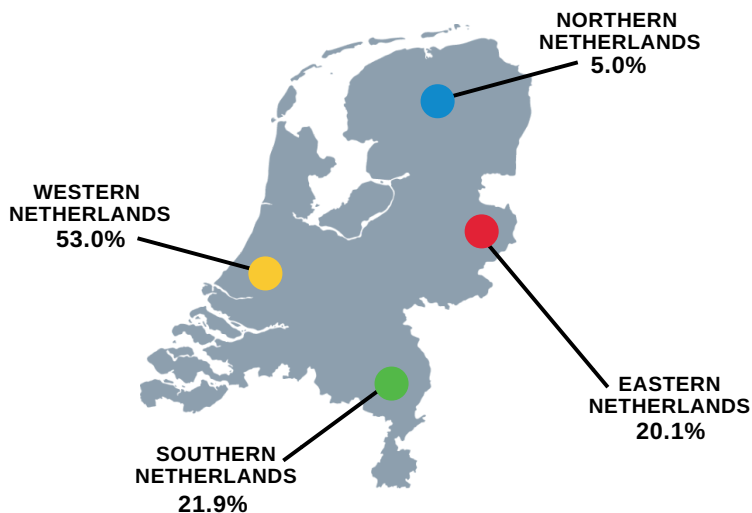 NORTHERN
NETHERLANDS
5.0%
WESTERN
NETHERLANDS
53.0%
EASTERN
NETHERLANDS
20.1%
SOUTHERN
NETHERLANDS
21.9%